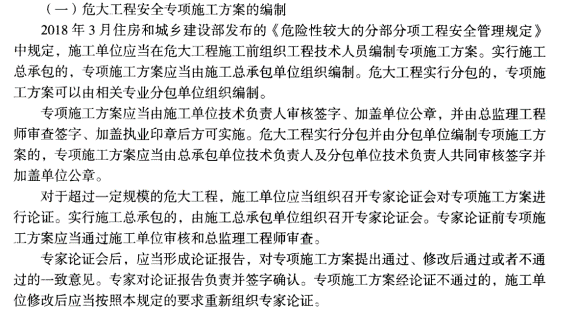 （一）危大工程安全专项施工方案的编制
2018 年 3 月住房和城乡建设部发布的《危险性较大的分部分项工程安全管理规定》
中规定，施工单位应当在危大工程施工前组织工程技术人员编制专项施工方案。实行施工
总承包的，专项施工方案应当由施工总承包单位组织编制。危大工程实行分包的，专项施
工方案可以由相关专业分包单位组织编制。
专项施工方案应当由施工单位技术负责人审核签字、加盖单位公章，并由总监理工程
师审查签字、加盖执业印章后方可实施。危大工程实行分包并由分包单位编制专项施工方
案的，专项施工方案应当由总承包单位技术负责人及分包单位技术负责人共同审核签字并
加盖单位公章。
对于超过一定规模的危大工程，施工单位应当组织召开专家论证会对专项施工方案进
行论证。实行施工总承包的，由施工总承包单位组织召开专家论证会。专家论证前专项施
工方案应当通过施工单位审核和总监理工程师审查。
专家论证会后，应当形成论证报告，对专项施工方案提出通过、修改后通过或者不通
过的一致意见。专家对论证报告负责并签字确认。专项施工方案经论证不通过的，施工单
位修改后应当按照本规定的要求重新组织专家论证。